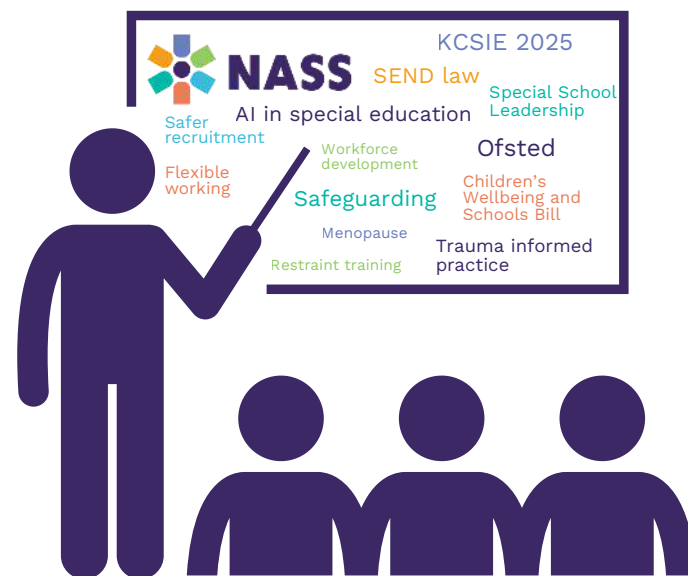 NASS
KCSIE 2025
SEND law
Special School
Leadership
AI in special education
Safer
recruitment
Workforce
development
Ofsted
Flexible
working
Children's
Wellbeing and
Schools Bill
Safeguarding
Menopause
Trauma informed
practice
Restraint training